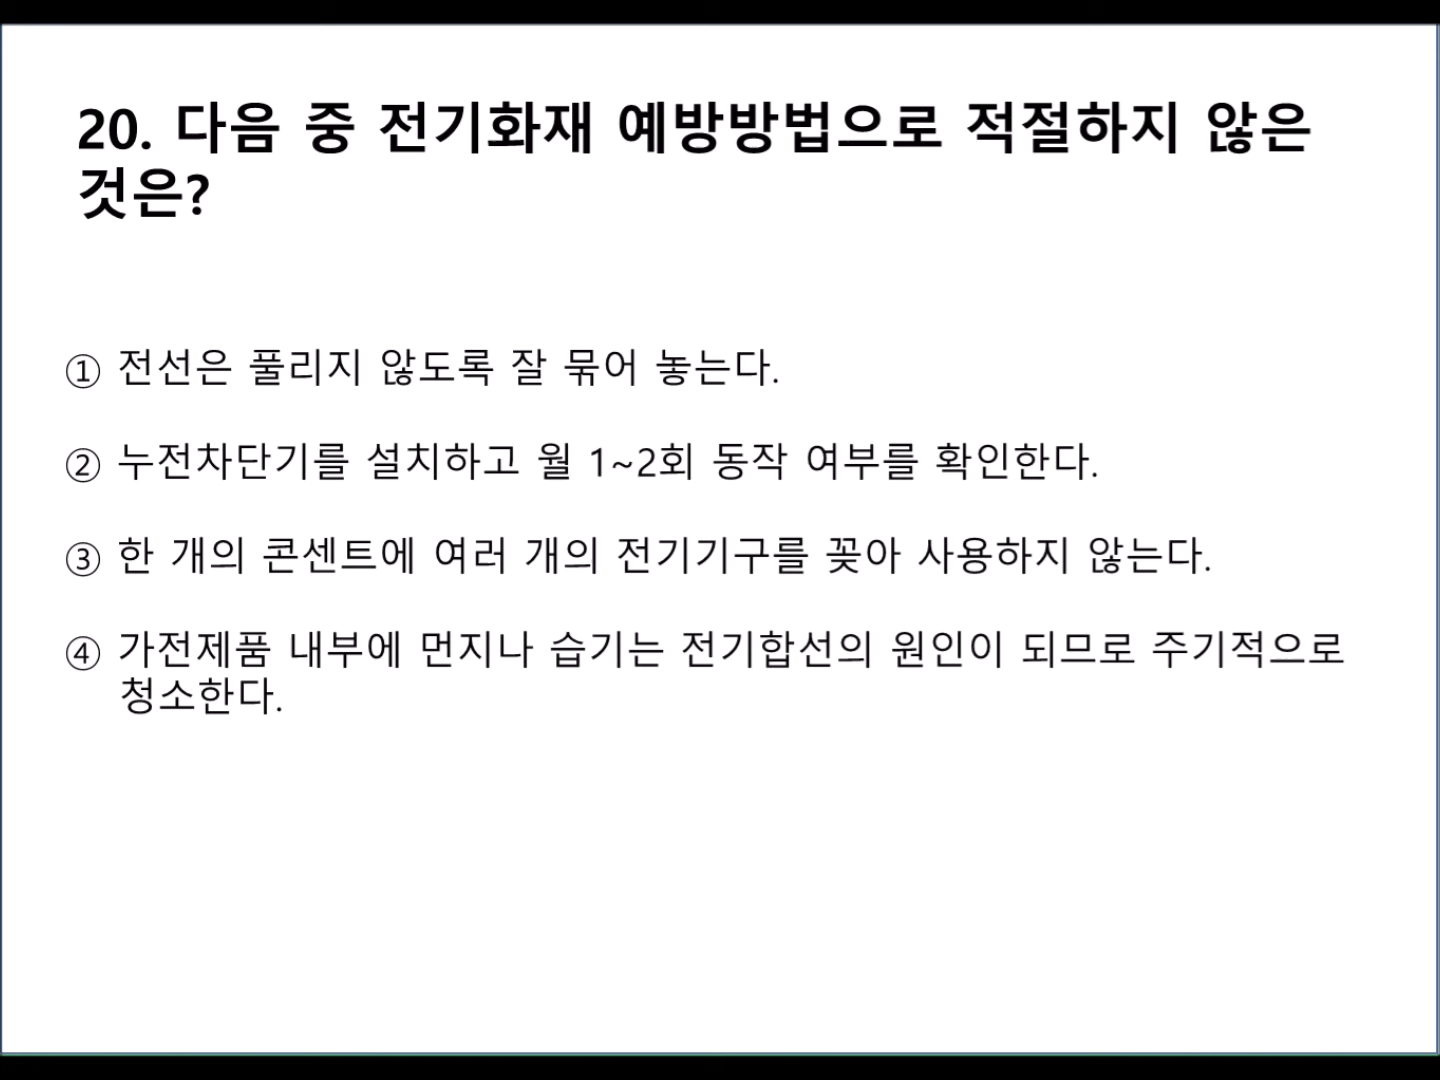 20. 다음 중 전기화재 예방방법으로 적절하지 않은
것은?
① 전선은 풀리지 않도록 잘 묶어 놓는다.
② 누전차단기를 설치하고 월 1~2회 동작 여부를 확인한다.
③ 한 개의 콘센트에 여러 개의 전기기구를 꽂아 사용하지 않는다.
④ 가전제품 내부에 먼지나 습기는 전기합선의 원인이 되므로 주기적으로
청소한다.